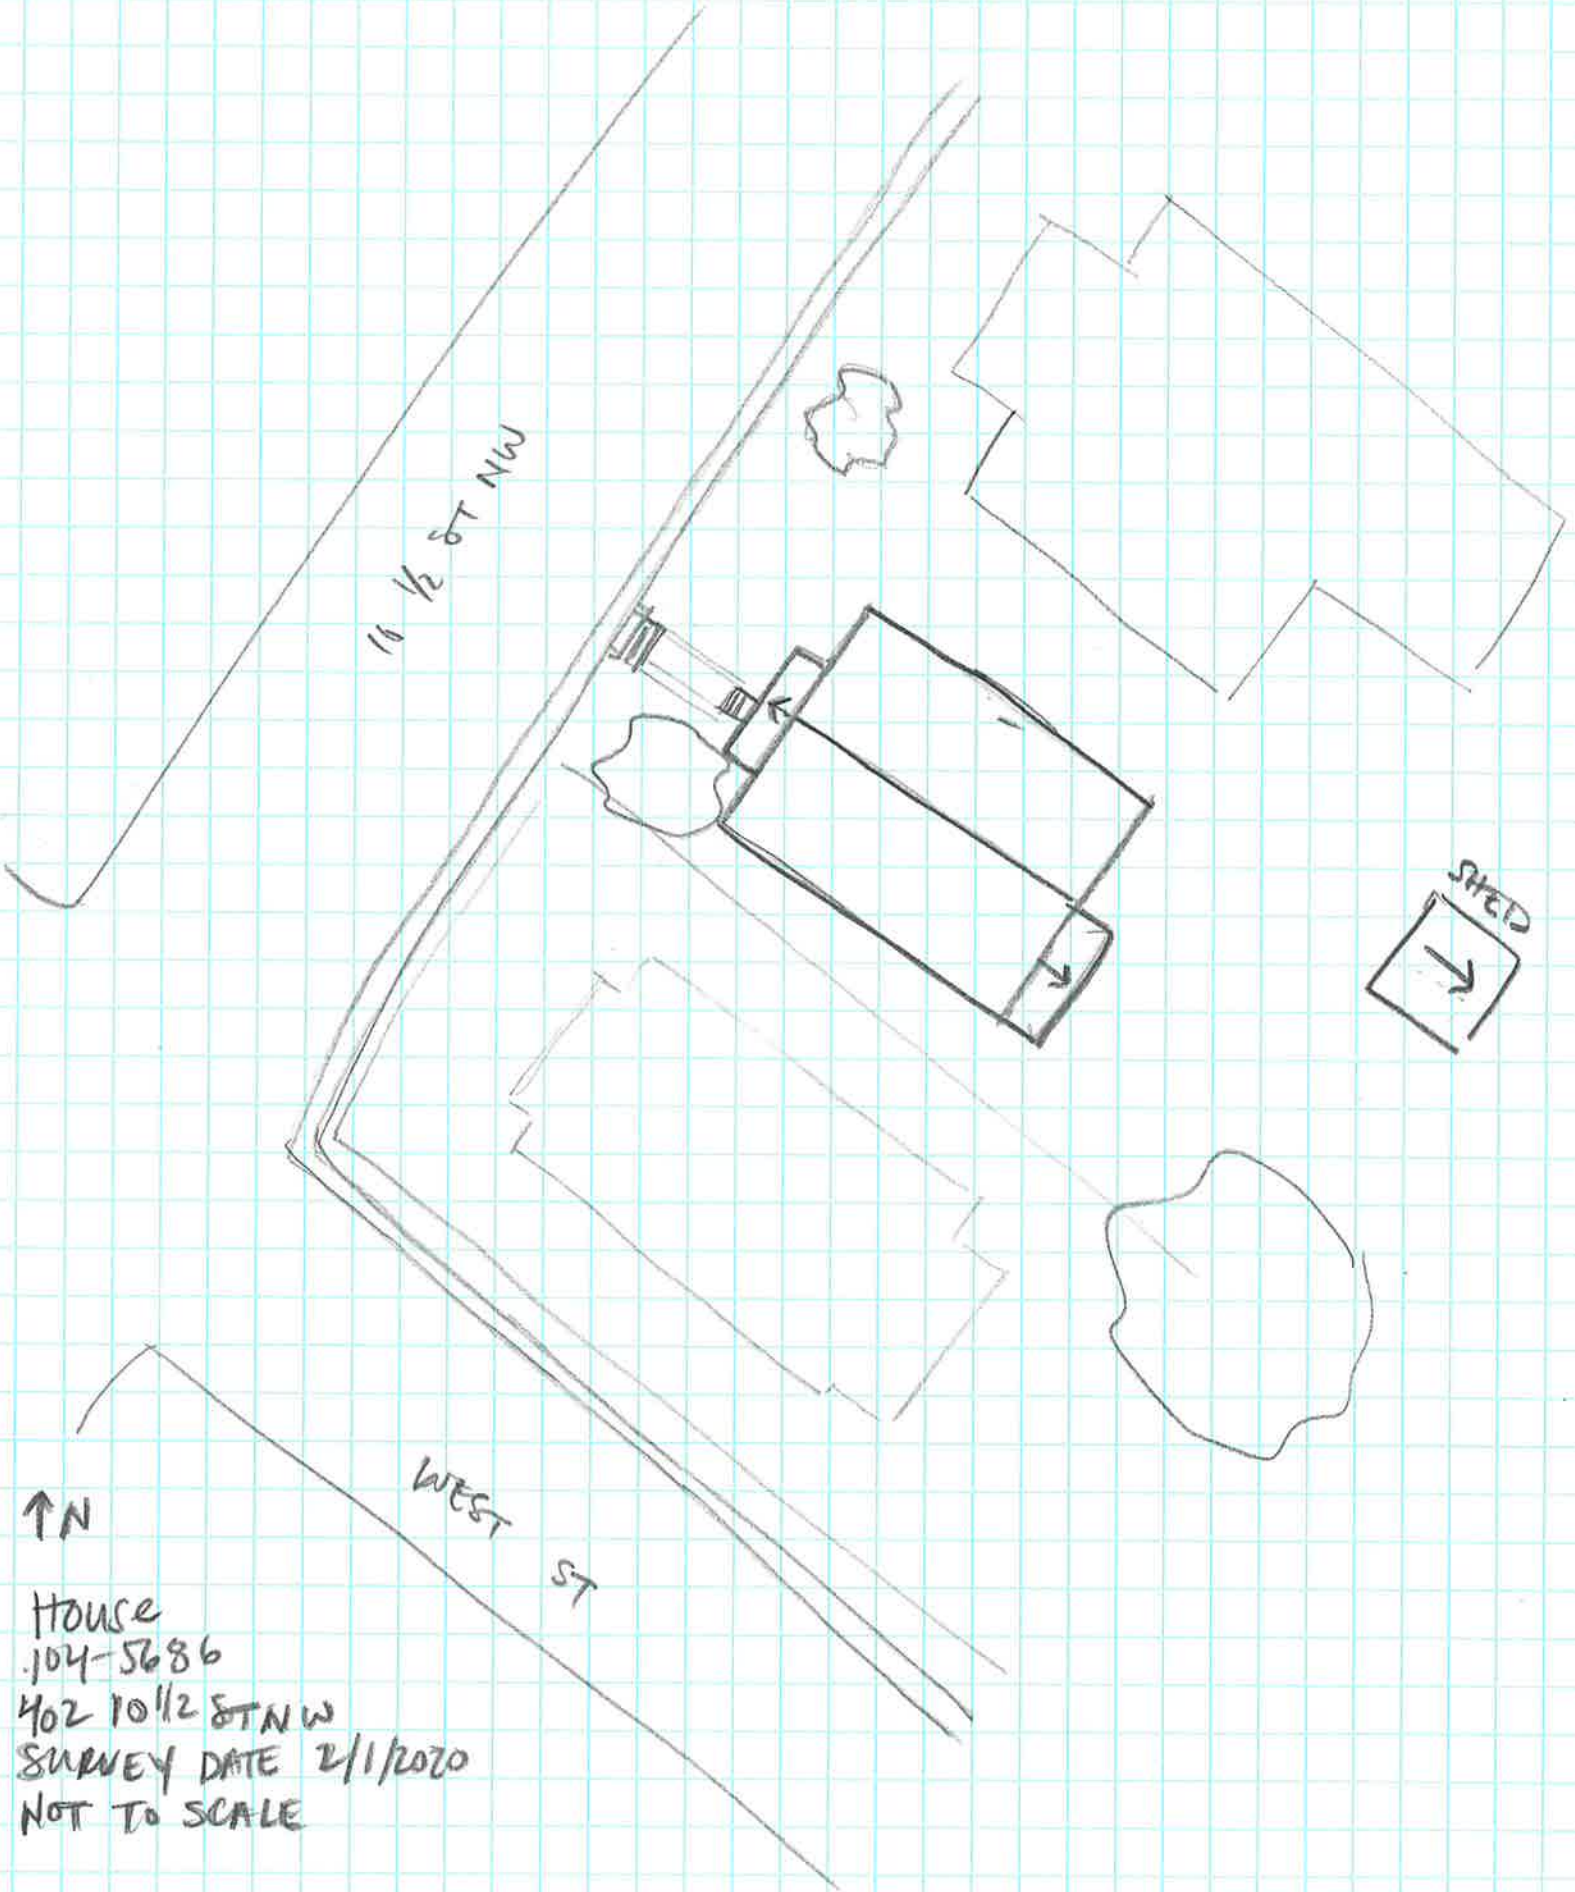 16 1/2 ST NW
SHED
WEST ST
↑N
House
104-5686
402 10 1/2 ST NW
SURVEY DATE 2/1/2020
NOT TO SCALE